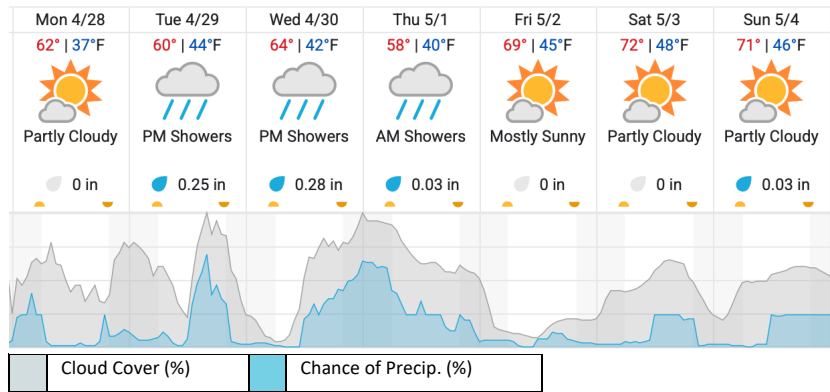 Mon 4/28 Tue 4/29 Wed 4/30 Thu 5/1 Fri 5/2 Sat 5/3 Sun 5/4
62° | 37°F 60° | 44°F 64° | 42°F 58° | 40°F 69° | 45°F 72° | 48°F 71° | 46°F
Partly Cloudy PM Showers PM Showers AM Showers Mostly Sunny Partly Cloudy Partly Cloudy
0 in 0.25 in 0.28 in 0.03 in 0 in 0 in 0.03 in
Cloud Cover (%) Chance of Precip. (%)